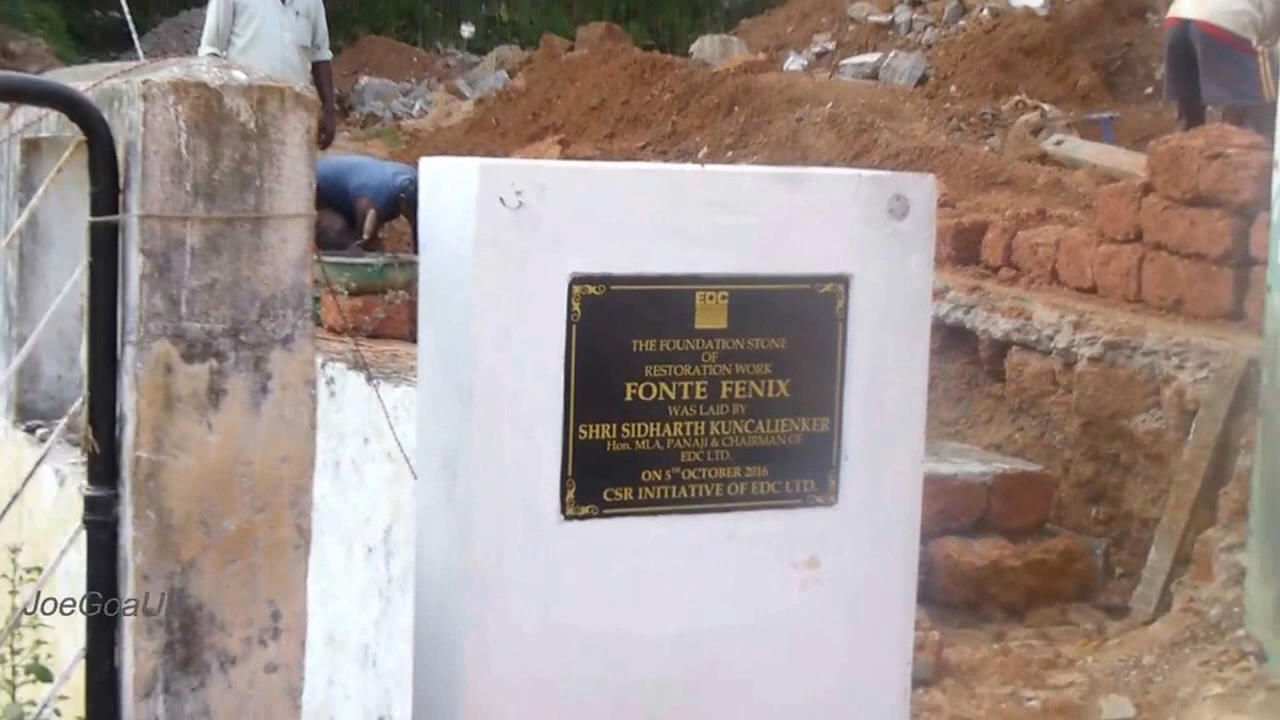 EDC
THE FOUNDATION STONE
OF
RESTORATION WORK
FONTE FENIX
WAS LAID BY
SHRI SIDHARTH KUNCALIENKER
Hon. MLA, PANAJI & CHAIRMAN OF
EDC LTD.
ON 5TH OCTOBER 2016
CSR INITIATIVE OF EDC LTD.
JoeGoaU